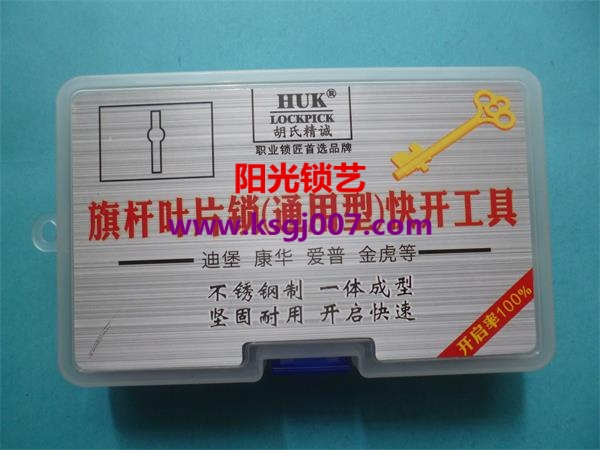 HUK®
LOCKPICK
胡氏精诚
职业锁匠首选品牌
阳光锁艺
旗杆叶片锁(通用型)快开工具
www.ksgj007.com
迪堡 康华 爱普 金虎等
不锈钢制 一体成型
坚固耐用 开启快速
开启率100%